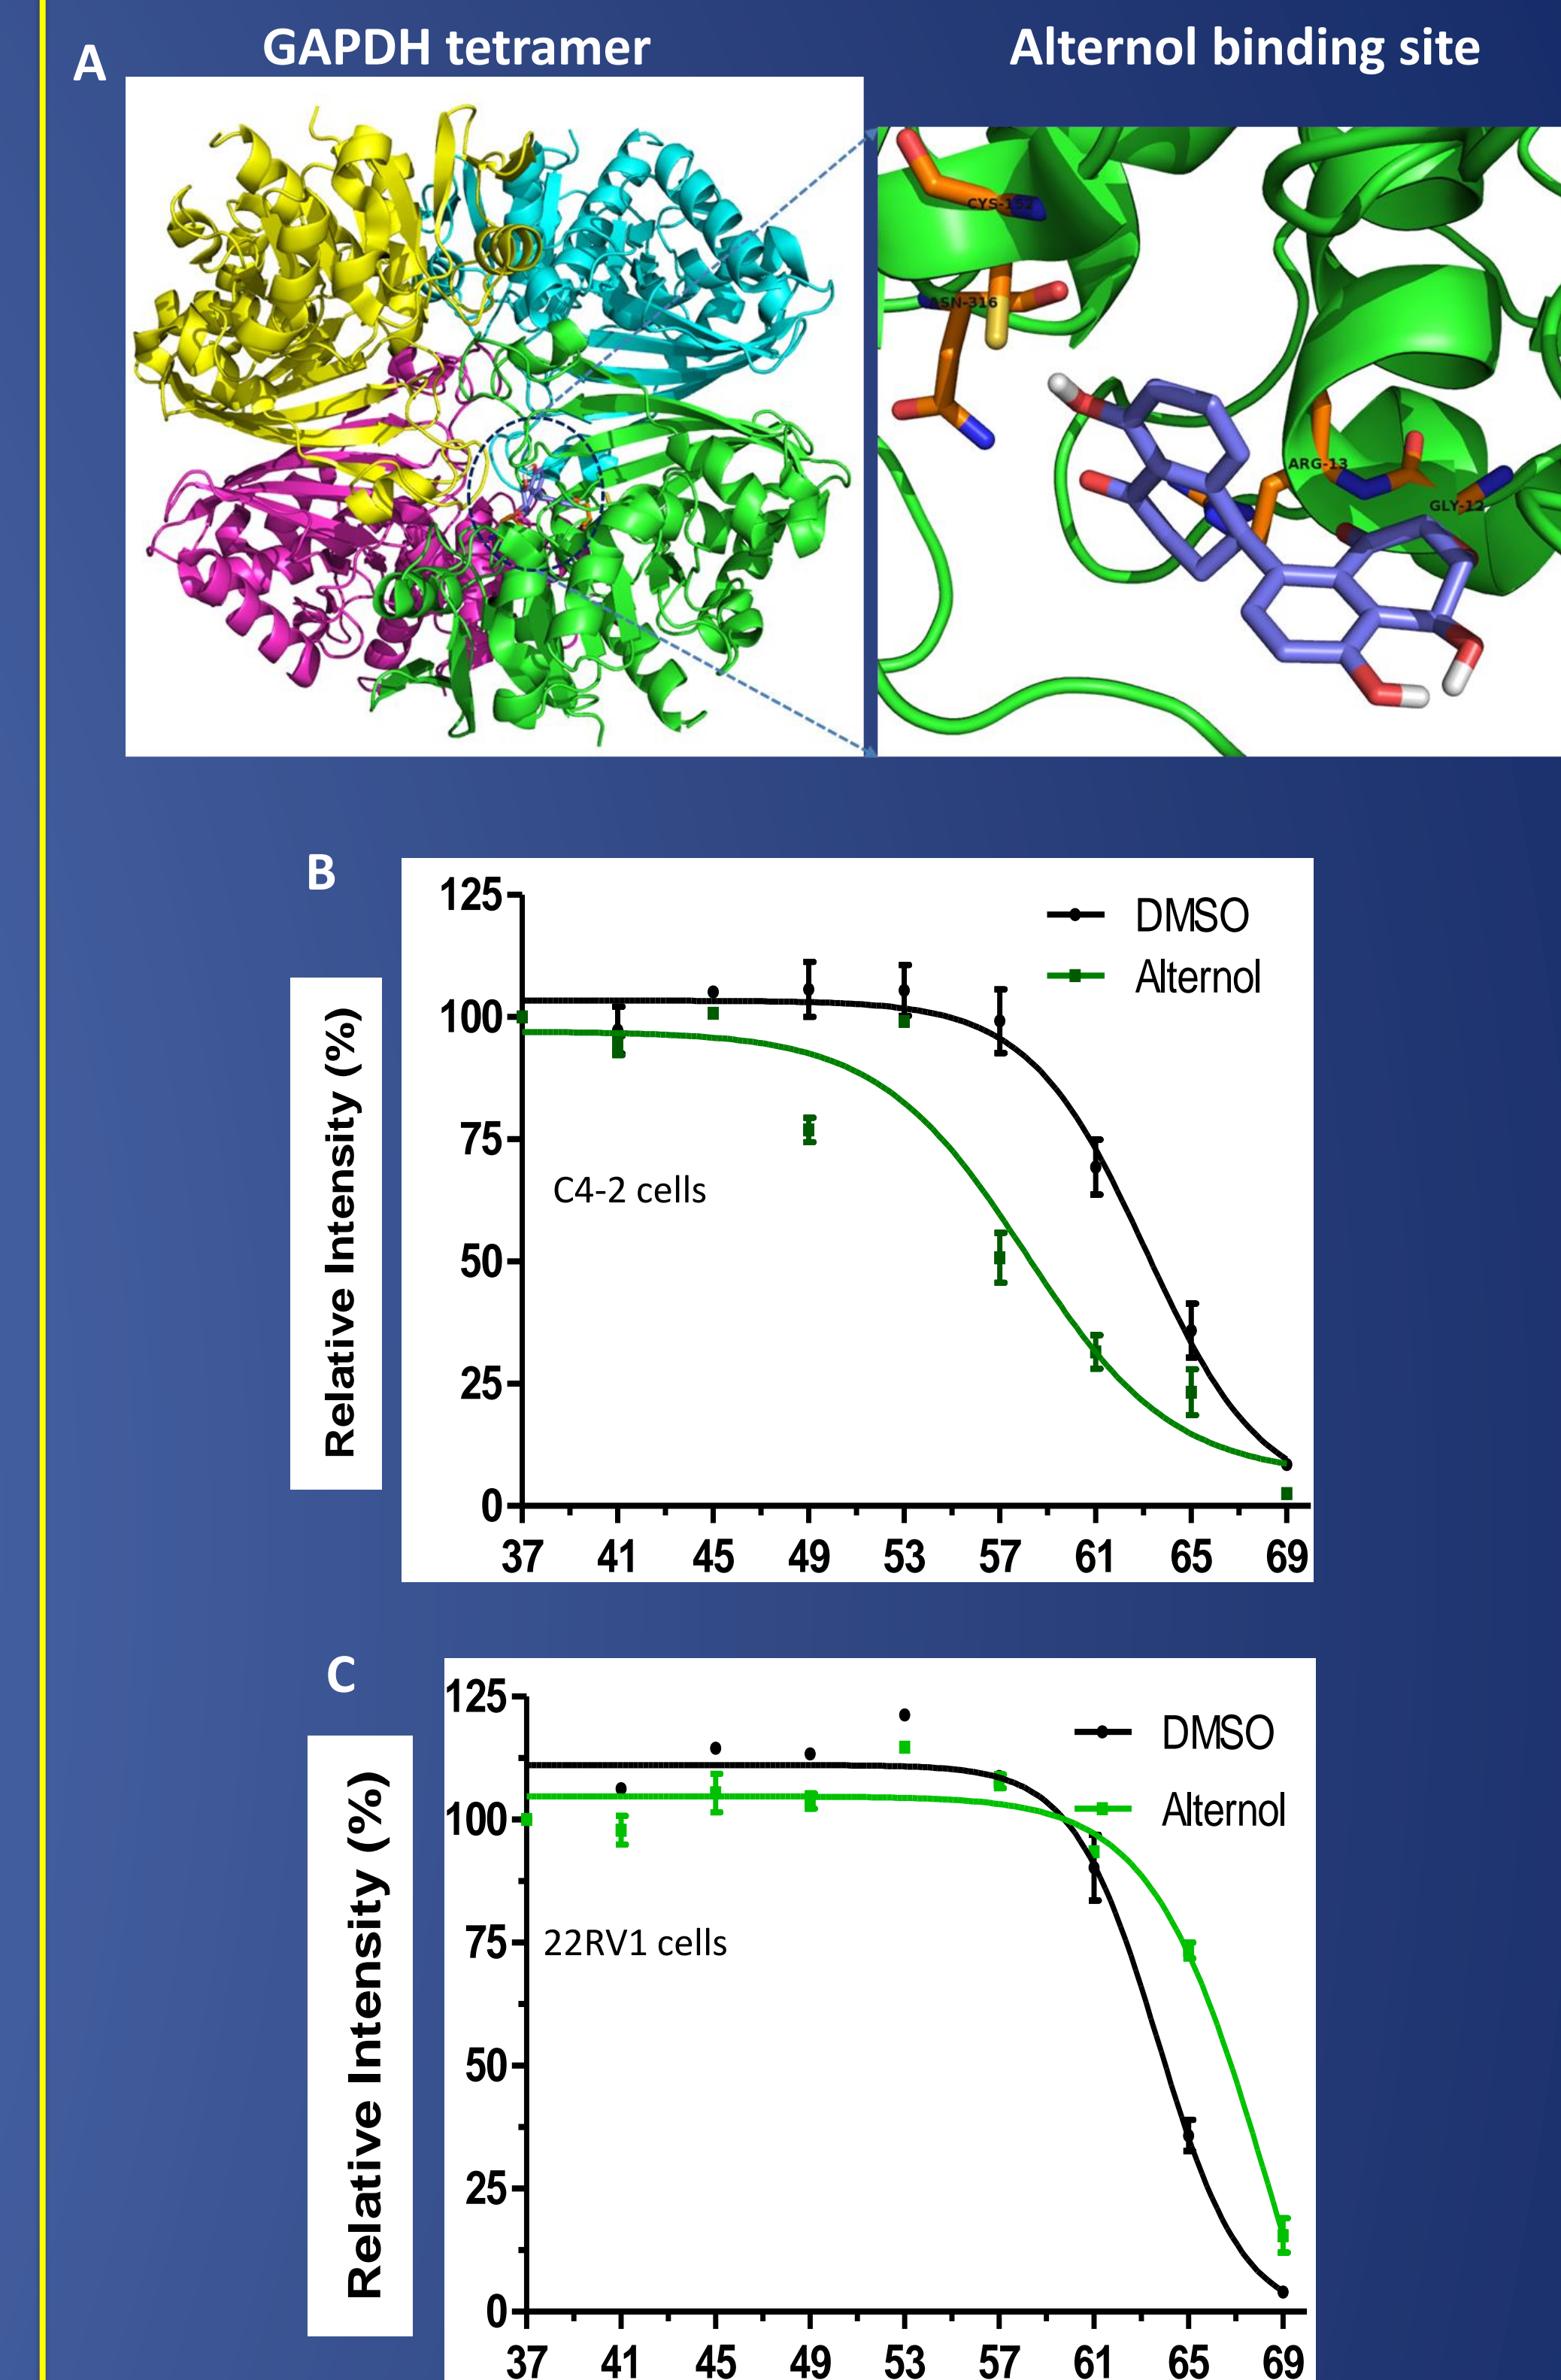 A
GAPDH tetramer
Alternol binding site
CYS-152
ASN-316
ARG-13
GLY-12
B
Relative Intensity (%)
125
100
75
50
25
0
DMSO
Alternol
C4-2 cells
37 41 45 49 53 57 61 65 69
C
Relative Intensity (%)
125
100
75
50
25
0
DMSO
Alternol
22RV1 cells
37 41 45 49 53 57 61 65 69